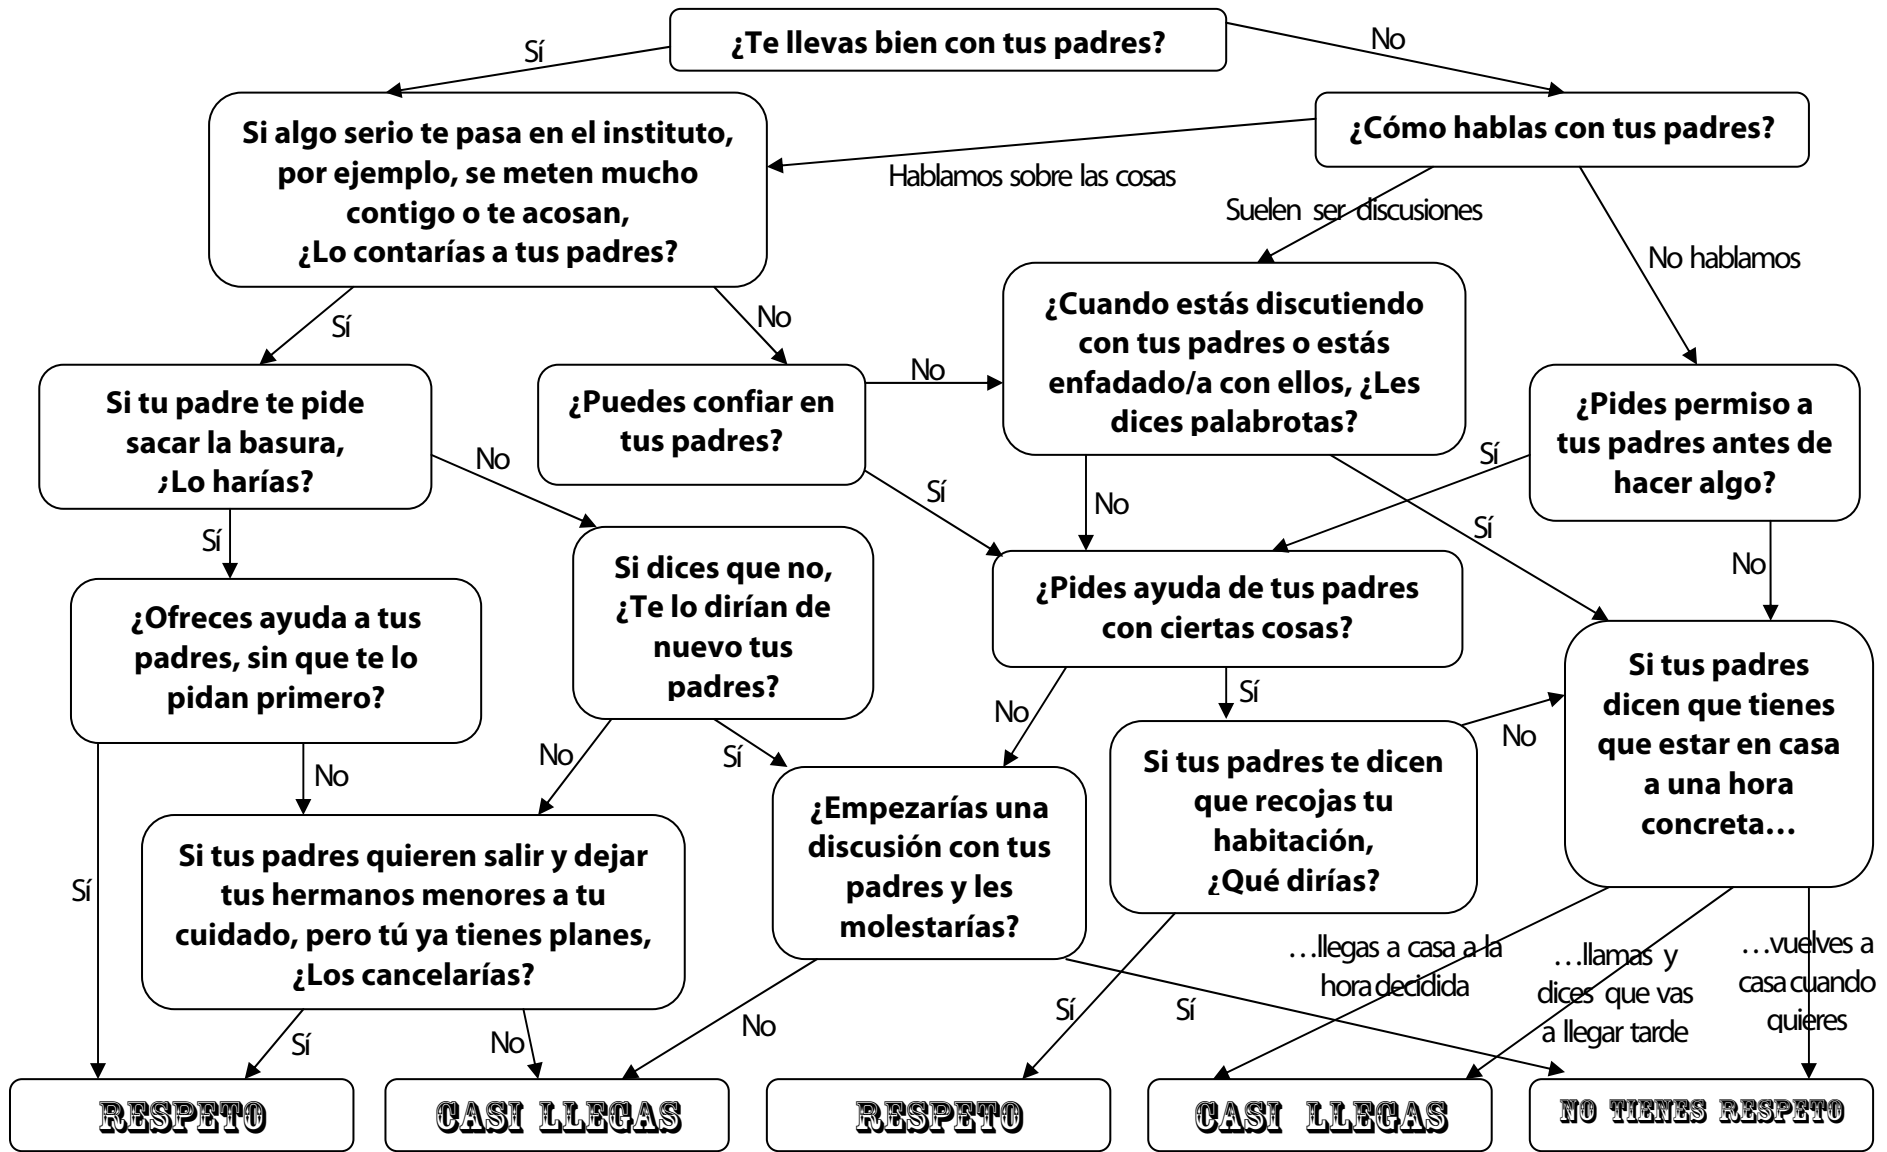 ¿Te llevas bien con tus padres?
Sí
No
Si algo serio te pasa en el instituto,
por ejemplo, se meten mucho
contigo o te acosan,
¿Lo contarías a tus padres?
¿Cómo hablas con tus padres?
Hablamos sobre las cosas
Suelen ser discusiones
No hablamos
Sí
No
¿Cuando estás discutiendo
con tus padres o estás
enfadado/a con ellos, ¿Les
dices palabrotas?
Si tu padre te pide
sacar la basura,
¿Lo harías?
¿Puedes confiar en
tus padres?
No
¿Pides permiso a
tus padres antes de
hacer algo?
No
Sí
Sí
No
Sí
Sí
No
Si dices que no,
¿Te lo dirían de
nuevo tus
padres?
¿Ofreces ayuda a tus
padres, sin que te lo
pidan primero?
¿Pides ayuda de tus padres
con ciertas cosas?
Si tus padres
dicen que tienes
que estar en casa
a una hora
concreta...
No
Sí
No
Sí
No
No
Si tus padres te dicen
que recojas tu
habitación,
¿Qué dirías?
¿Empezarías una
discusión con tus
padres y les
molestarías?
Si tus padres quieren salir y dejar
tus hermanos menores a tu
cuidado, pero tú ya tienes planes,
¿Los cancelarías?
Sí
...llegas a casa a la
hora decidida
...llamas y
dices que vas
a llegar tarde
...vuelves a
casa cuando
quieres
Sí
No
No
Sí
Sí
RESPETO
CASI LLEGAS
RESPETO
CASI LLEGAS
NO TIENES RESPETO